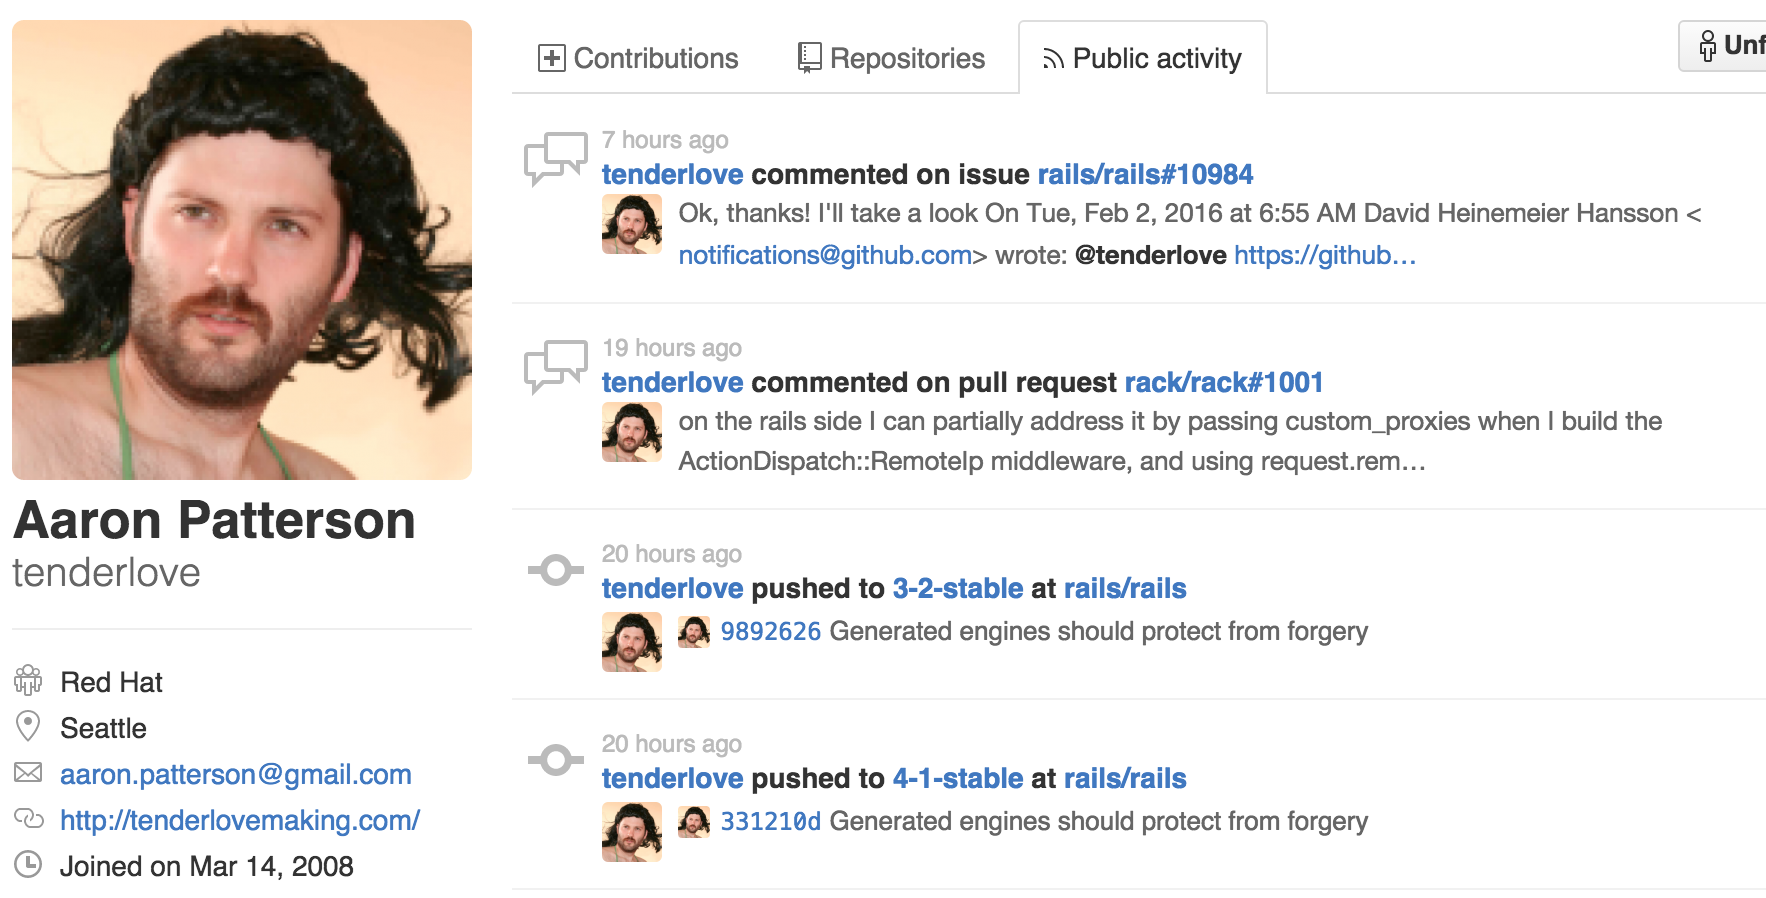 Contributions
Repositories
Public activity
Unf
7 hours ago
tenderlove commented on issue rails/rails#10984
Ok, thanks! I'll take a look On Tue, Feb 2, 2016 at 6:55 AM David Heinemeier Hansson <
notifications@github.com> wrote: @tenderlove https://github…
19 hours ago
tenderlove commented on pull request rack/rack#1001
on the rails side I can partially address it by passing custom_proxies when I build the
ActionDispatch::RemoteIp middleware, and using request.rem…
20 hours ago
tenderlove pushed to 3-2-stable at rails/rails
9892626 Generated engines should protect from forgery
20 hours ago
tenderlove pushed to 4-1-stable at rails/rails
331210d Generated engines should protect from forgery
Aaron Patterson
tenderlove
Red Hat
Seattle
aaron.patterson@gmail.com
http://tenderlovemaking.com/
Joined on Mar 14, 2008